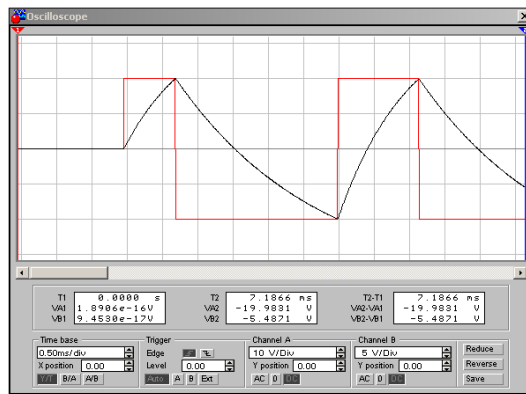 Oscilloscope
1
T1 0.0000 s T2 7.1866 ms T2-T1 7.1866 ms
VA1 1.8906e-16V VA2 -19.9831 V VA2-VA1 -19.9831 V
VB1 9.4530e-17V VB2 -5.4871 V VB2-VB1 -5.4871 V
Time base Trigger Channel A Channel B
0.50ms/div Edge 10 V/Div 5 V/Div Reduce
X position 0.00 Level 0.00 Y position 0.00 Y position 0.00 Reverse
Y/T B/A A/B Auto A B Ext AC 0 DC AC 0 DC Save